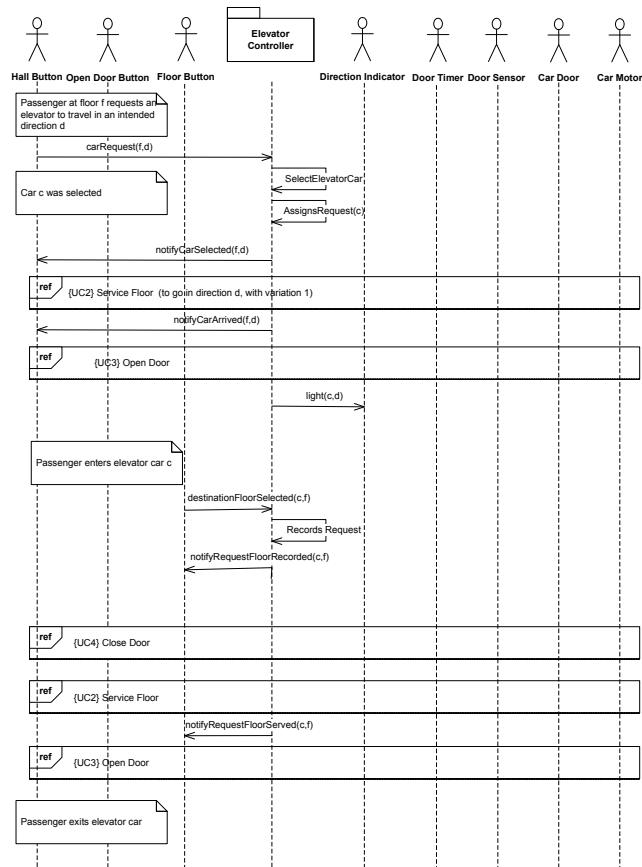 Elevator
Controller
Hall Button Open Door Button Floor Button Direction Indicator Door Timer Door Sensor Car Door Car Motor
Passenger at floor f requests an
elevator to travel in an intended
direction d
carRequest(f,d)
SelectElevatorCar
Car c was selected
AssignsRequest(c)
notifyCarSelected(f,d)
ref {UC2} Service Floor (to go in direction d, with variation 1)
notifyCarArrived(f,d)
ref {UC3} Open Door
light(c,d)
Passenger enters elevator car c
destinationFloorSelected(c,f)
Records Request
notifyRequestFloorRecorded(c,f)
ref {UC4} Close Door
ref {UC2} Service Floor
notifyRequestFloorServed(c,f)
ref {UC3} Open Door
Passenger exits elevator car